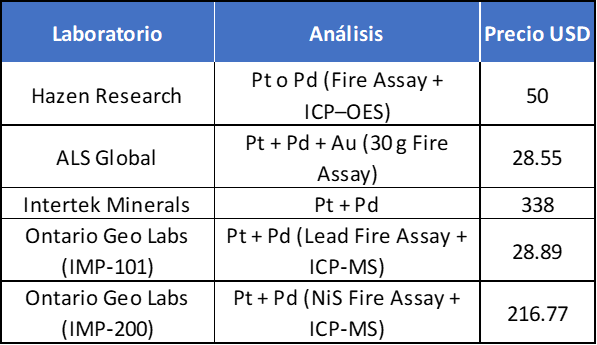 Laboratorio Análisis Precio USD
Hazen Research
Pt o Pd (Fire Assay +
ICP–OES)
50
ALS Global
Pt + Pd + Au (30 g Fire
Assay)
28.55
Intertek Minerals Pt + Pd 338
Ontario Geo Labs
(IMP-101)
Pt + Pd (Lead Fire Assay +
ICP-MS)
28.89
Ontario Geo Labs
(IMP-200)
Pt + Pd (NiS Fire Assay +
ICP-MS)
216.77